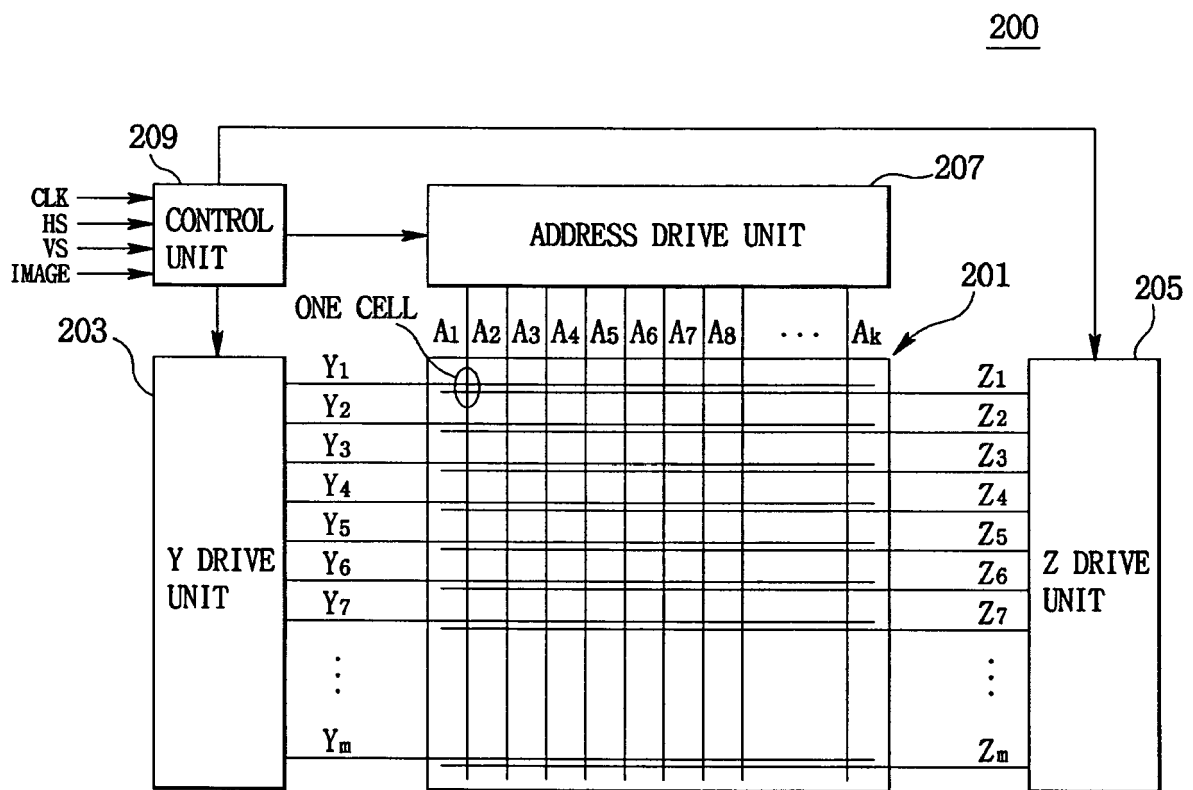 200
209
207
CLK
HS
VS
IMAGE
CONTROL
UNIT
ADDRESS DRIVE UNIT
ONE CELL
201
205
203
A1 A2 A3 A4 A5 A6 A7 A8 ... Ak
Y1
Y2
Y3
Y4
Y5
Y6
Y7
⋮
Ym
Y DRIVE
UNIT
Z1
Z2
Z3
Z4
Z5
Z6
Z7
⋮
Zm
Z DRIVE
UNIT